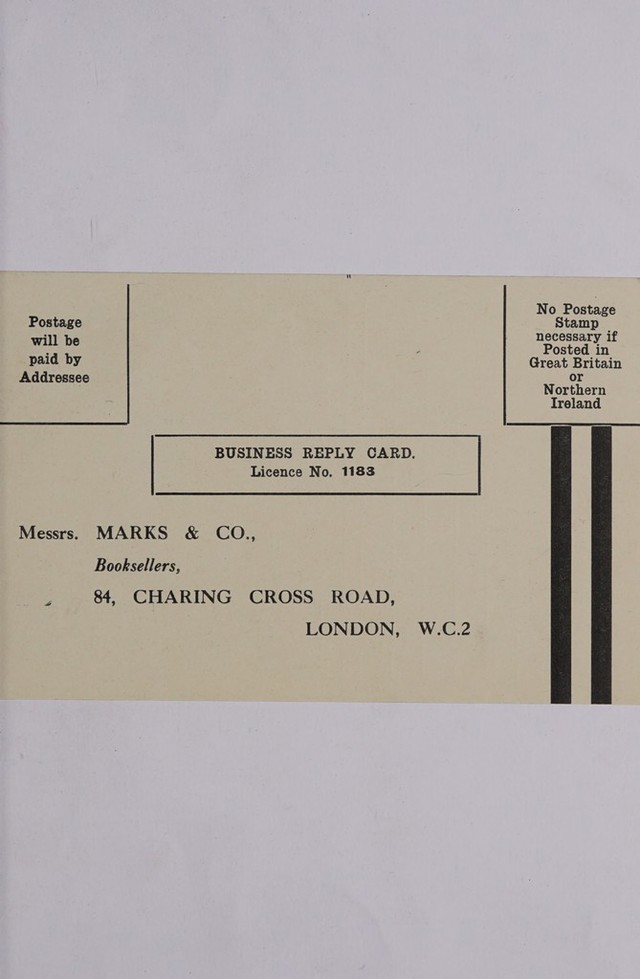 Postage
will be
paid by
Addressee
No Postage
Stamp
necessary if
Posted in
Great Britain
or
Northern
Ireland
BUSINESS REPLY CARD.
Licence No. 1183
Messrs. MARKS & CO.,
Booksellers,
84, CHARING CROSS ROAD,
LONDON, W.C.2